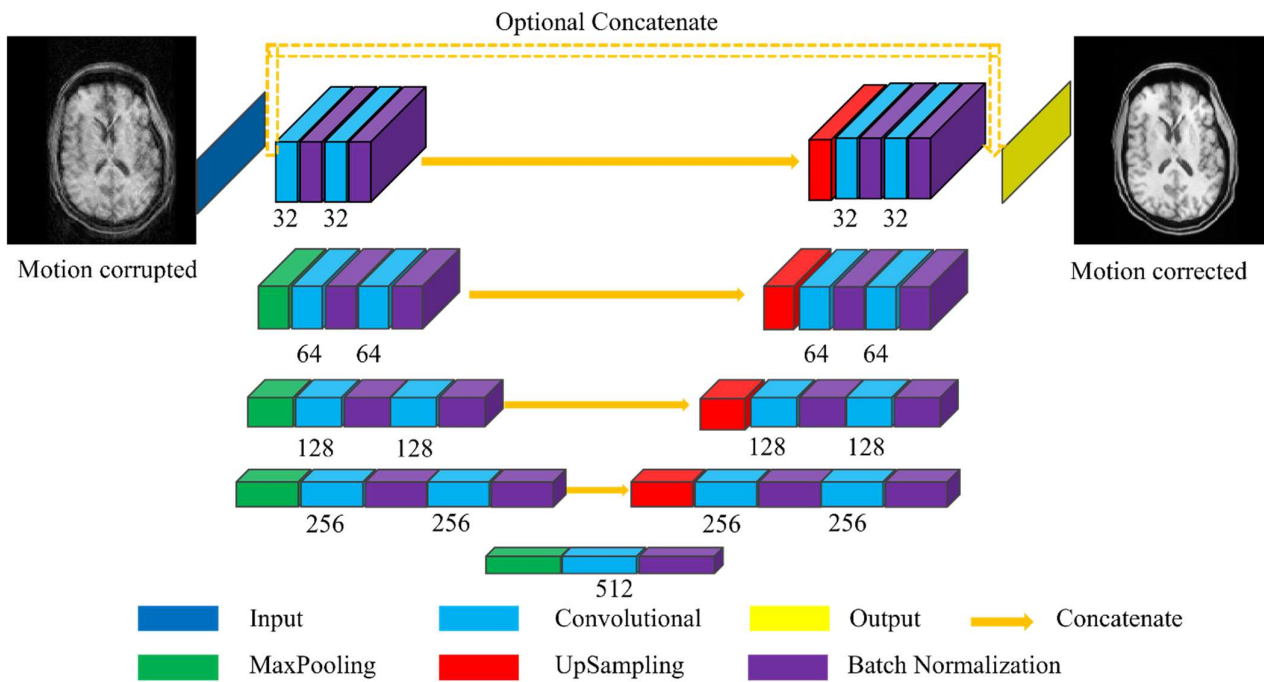 Optional Concatenate
32 32
32 32
Motion corrupted
Motion corrected
64 64
64 64
128 128
128 128
256 256
256 256
512
Input
Convolutional
Output
Concatenate
MaxPooling
UpSampling
Batch Normalization